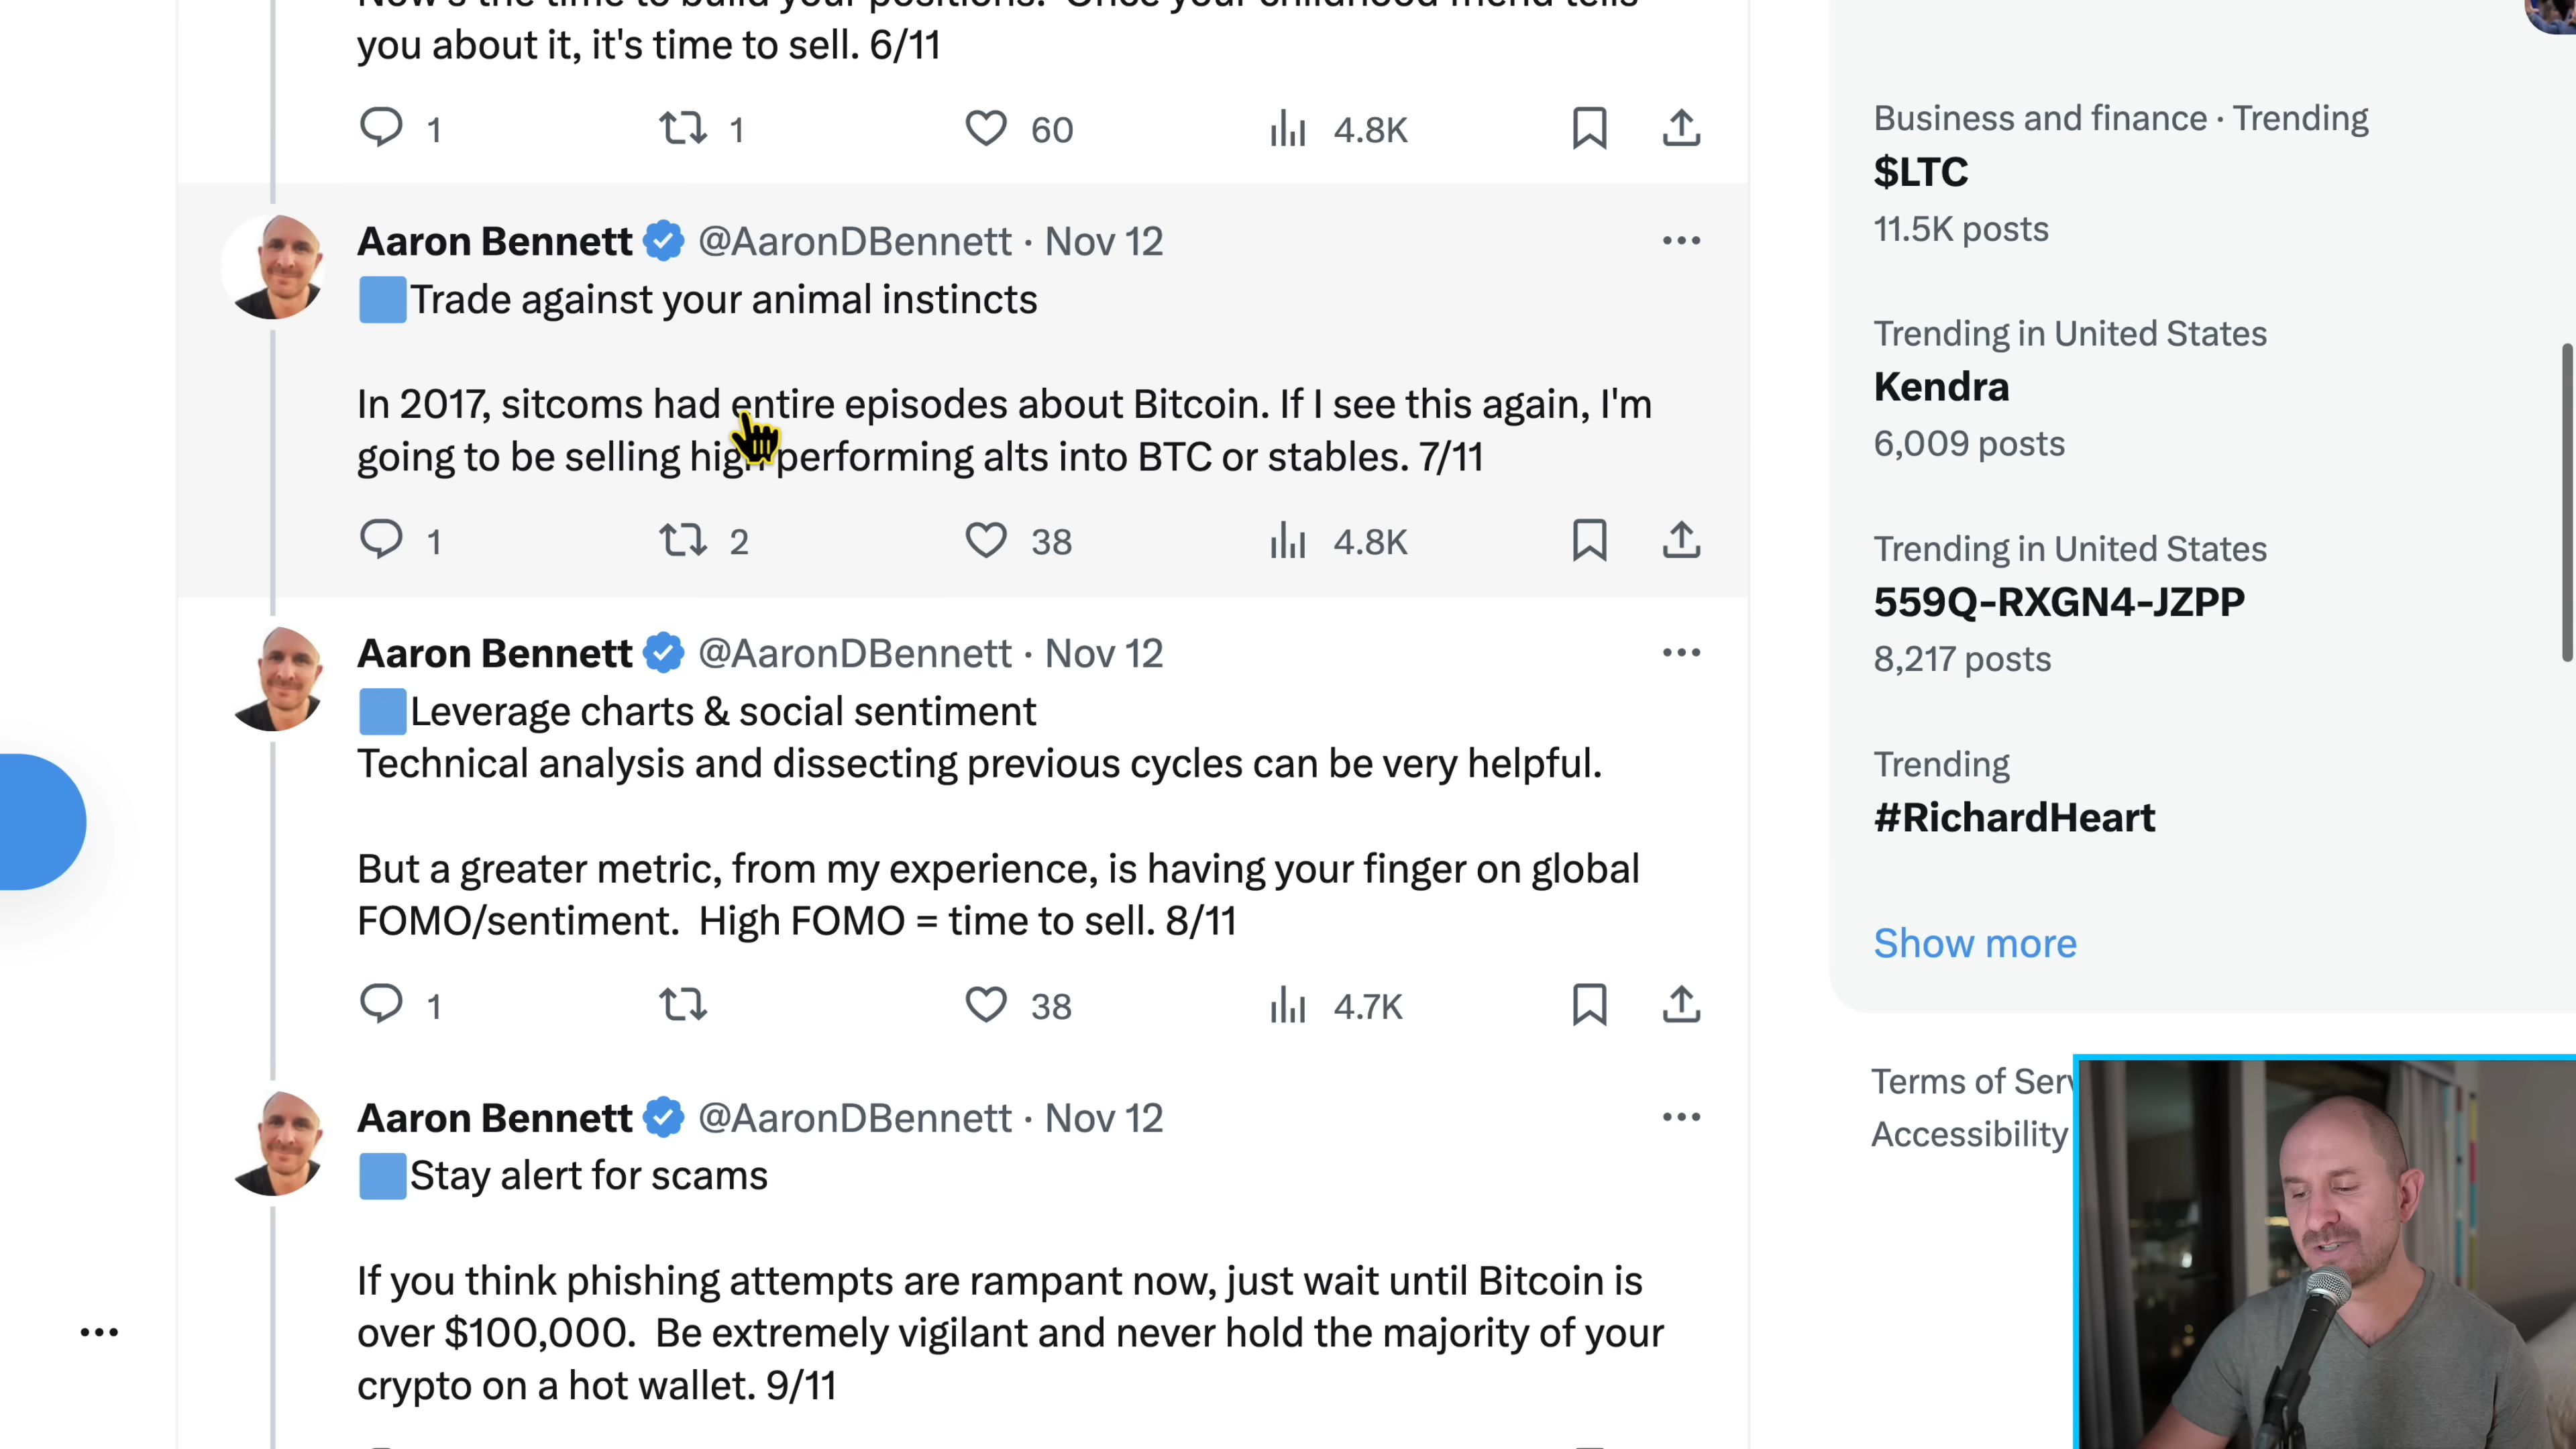 you about it, it's time to sell. 6/11
1 1 60 4.8K
Aaron Bennett @AaronDBennett · Nov 12
Trade against your animal instincts
In 2017, sitcoms had entire episodes about Bitcoin. If I see this again, I'm
going to be selling high performing alts into BTC or stables. 7/11
1 2 38 4.8K
Aaron Bennett @AaronDBennett · Nov 12
Leverage charts & social sentiment
Technical analysis and dissecting previous cycles can be very helpful.
But a greater metric, from my experience, is having your finger on global
FOMO/sentiment. High FOMO = time to sell. 8/11
1 38 4.7K
Aaron Bennett @AaronDBennett · Nov 12
Stay alert for scams
If you think phishing attempts are rampant now, just wait until Bitcoin is
over $100,000. Be extremely vigilant and never hold the majority of your
crypto on a hot wallet. 9/11
Business and finance · Trending
$LTC
11.5K posts
Trending in United States
Kendra
6,009 posts
Trending in United States
559Q-RXGN4-JZPP
8,217 posts
Trending
#RichardHeart
Show more
Terms of
Accessibility